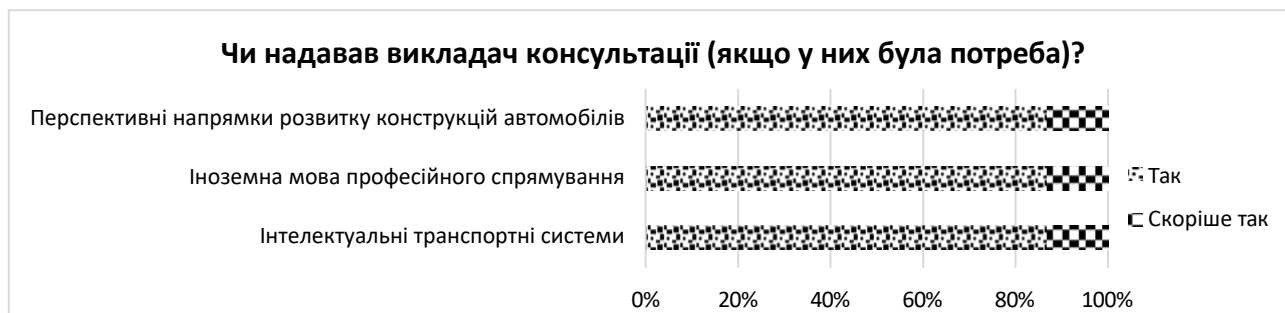 Чи надавав викладач консультації (якщо у них була потреба)?
Перспективні напрямки розвитку конструкцій автомобілів
Іноземна мова професійного спрямування
Інтелектуальні транспортні системи
Так
Скоріше так
0% 20% 40% 60% 80% 100%